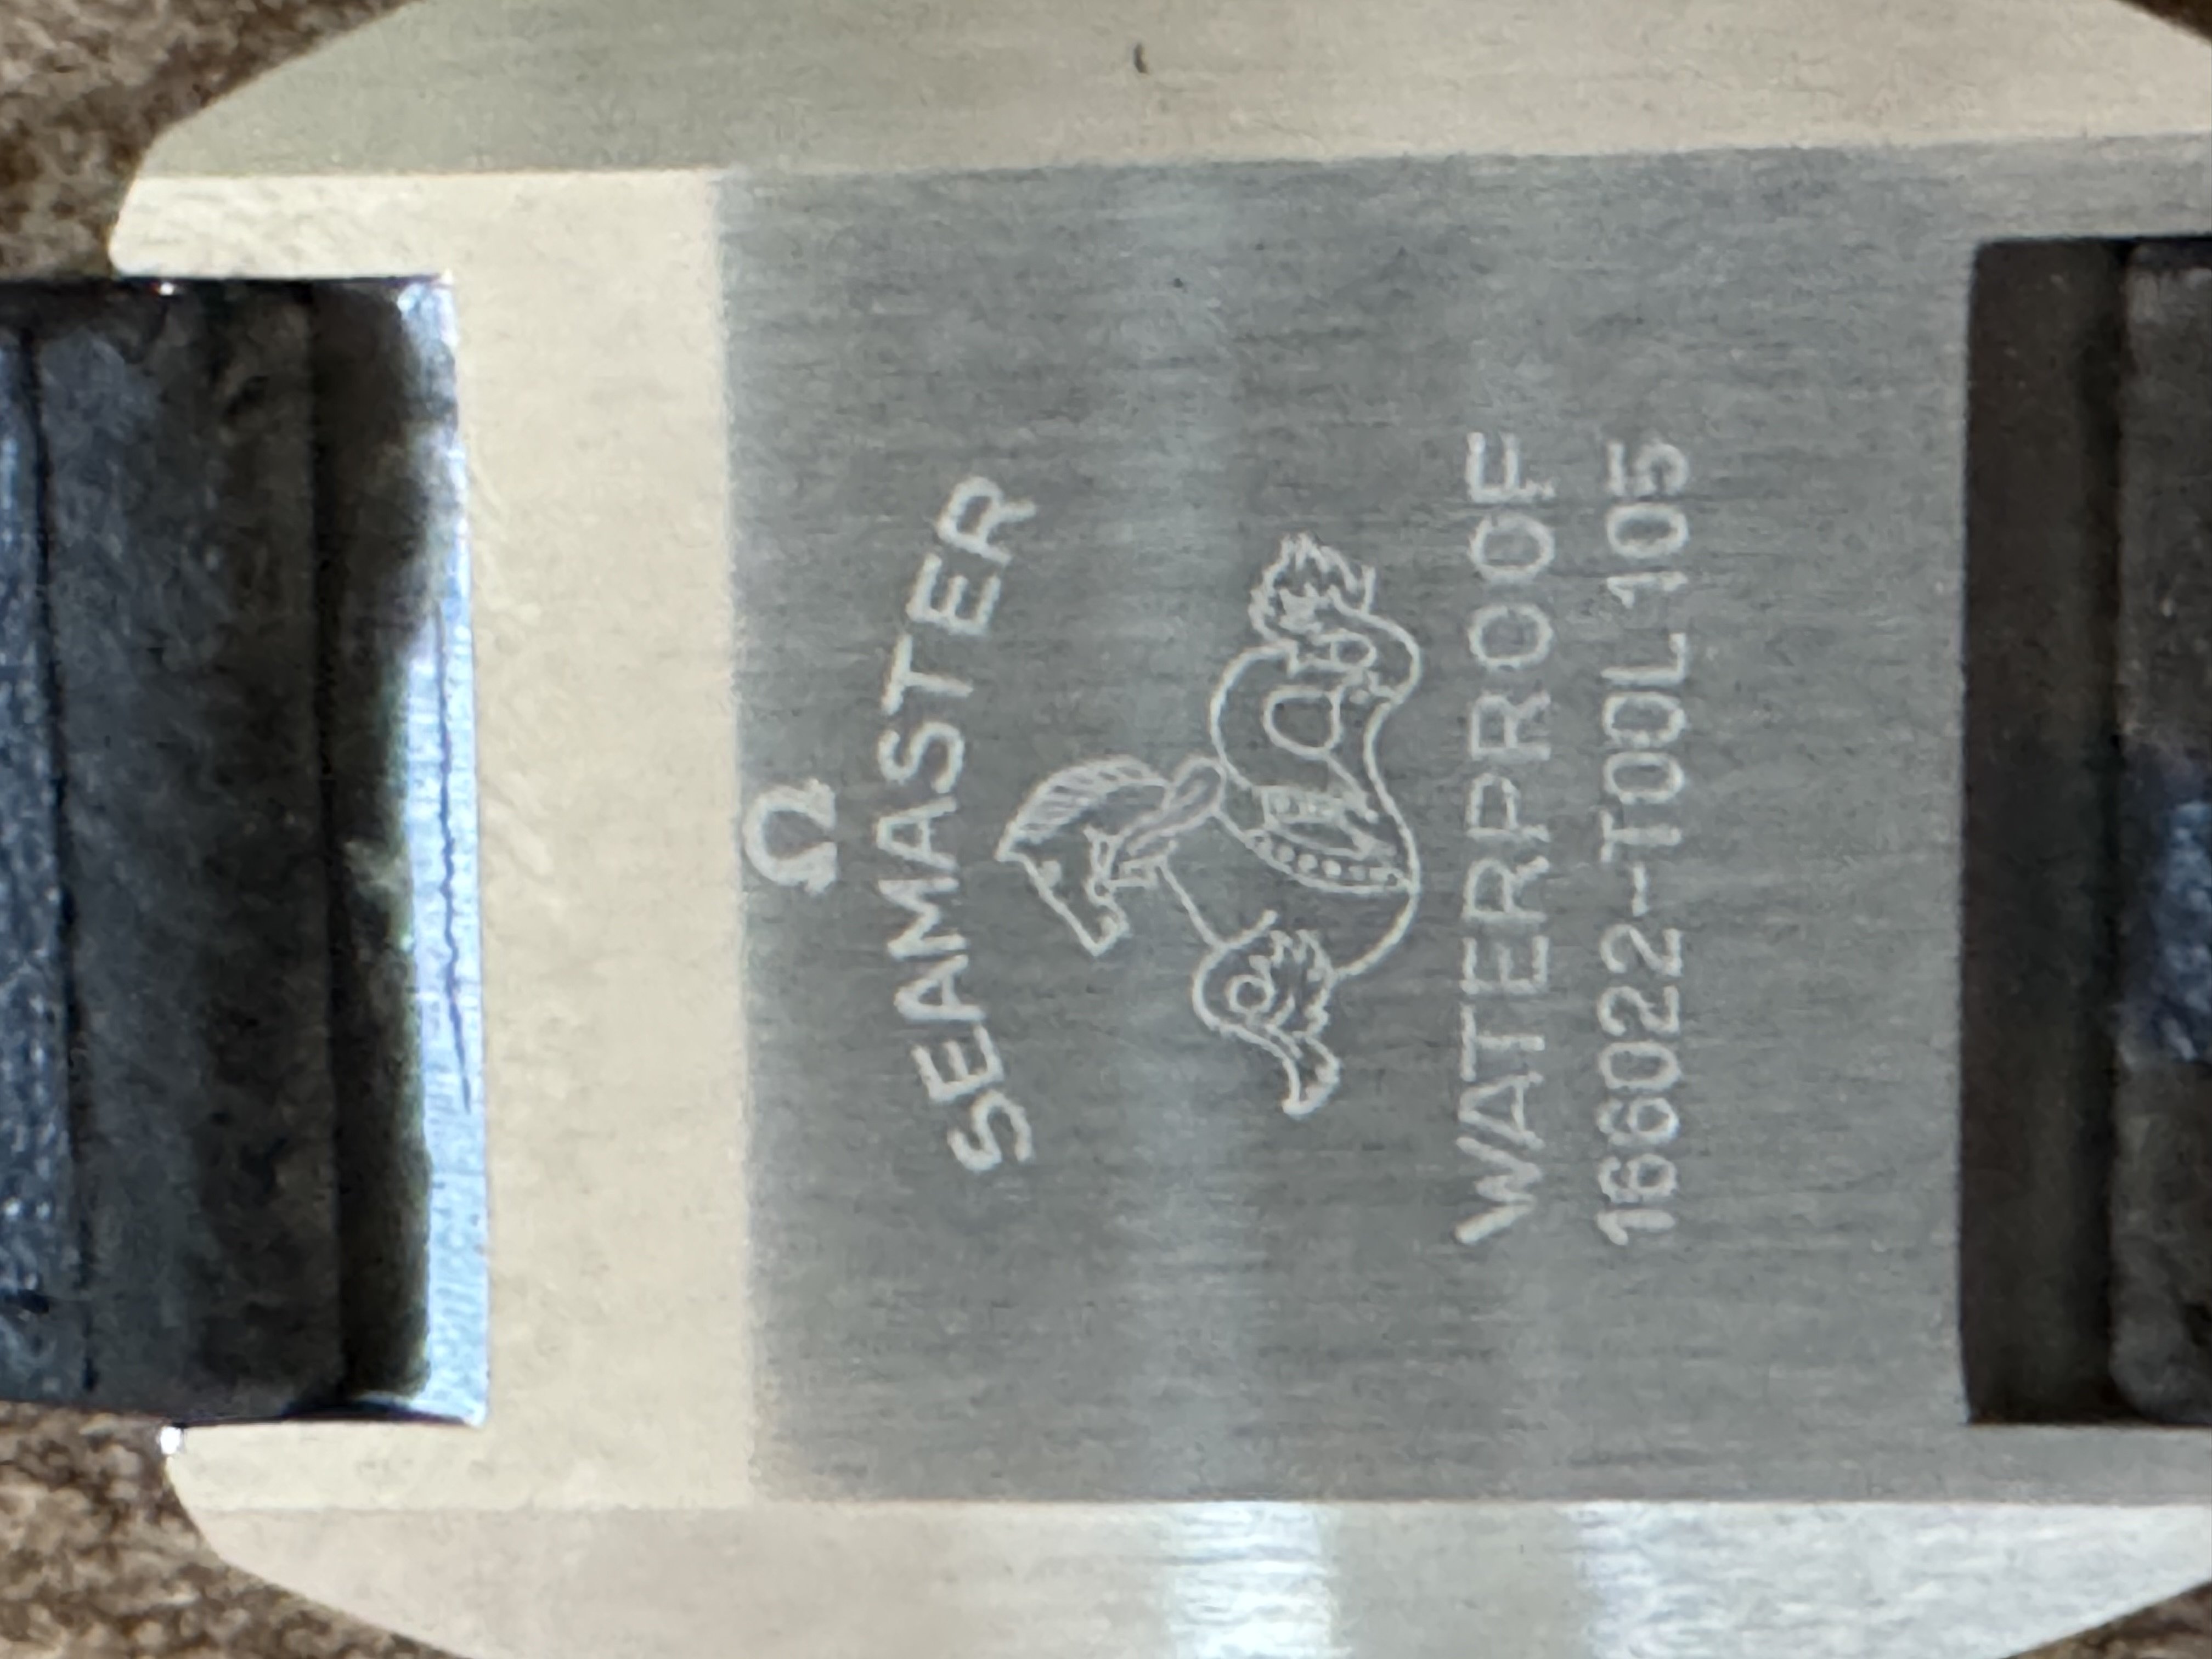 Ω
SEAMASTER
WATERPROOF
166022-TOOL 105